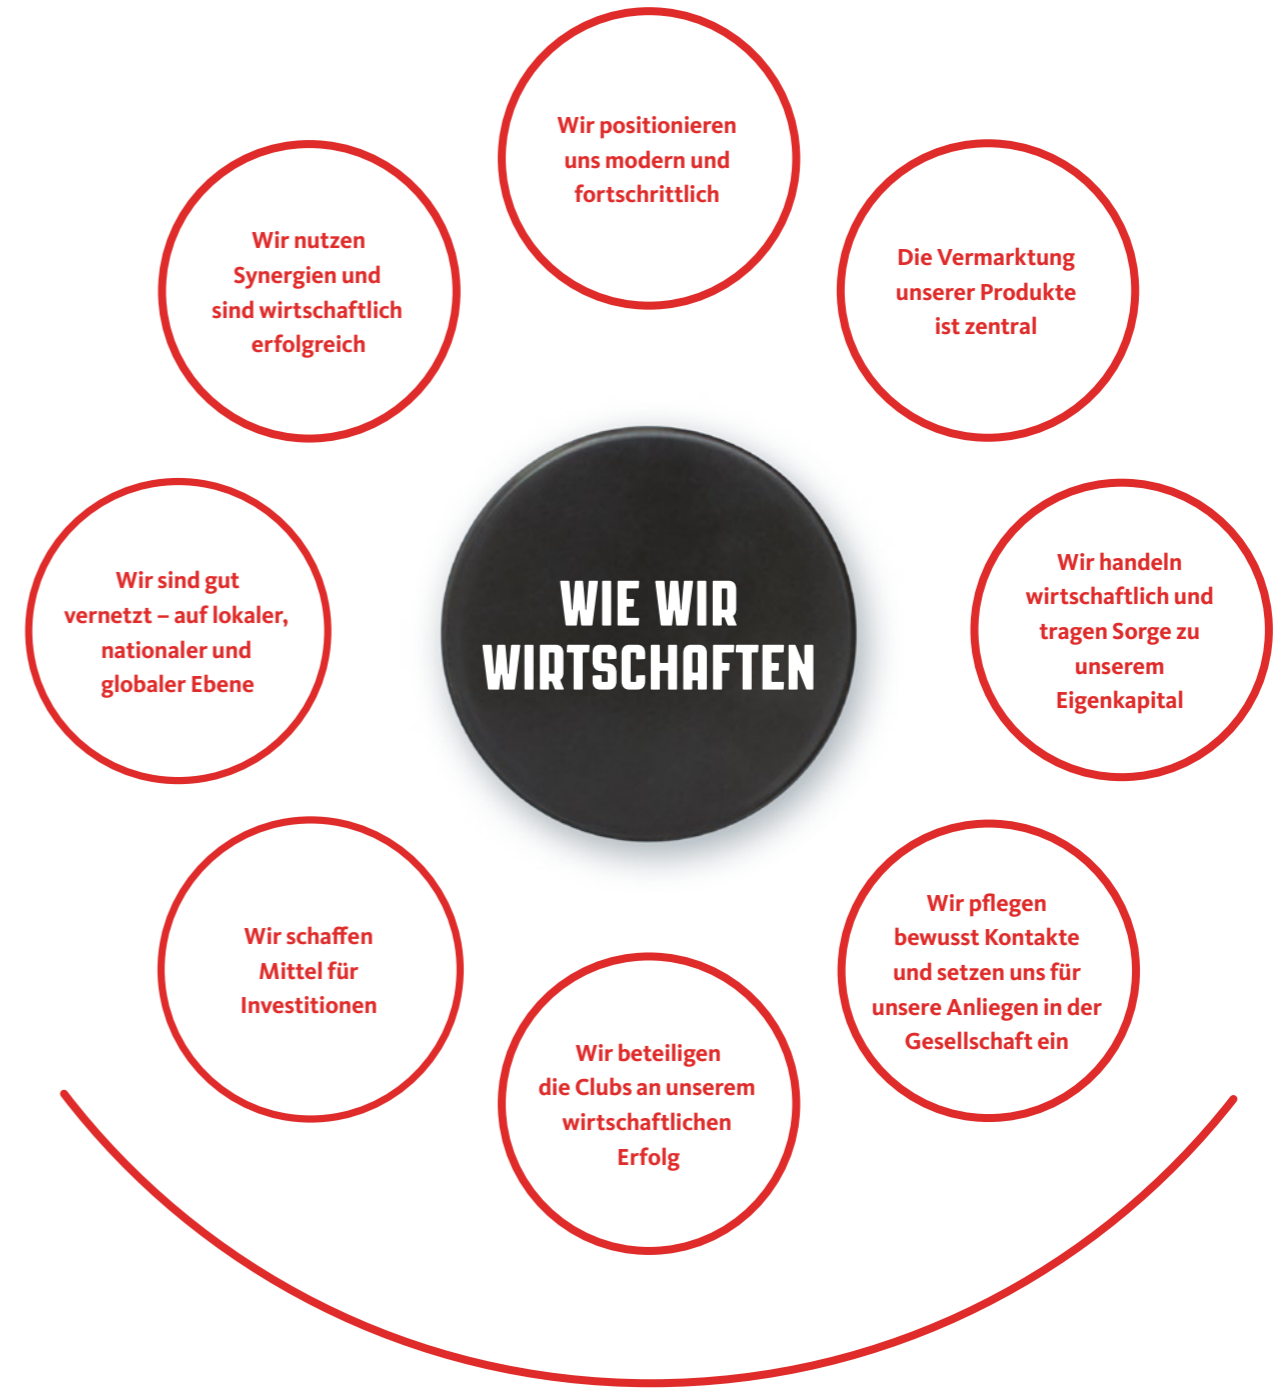 Wir positionieren
uns modern und
fortschrittlich
Wir nutzen
Synergien und
sind wirtschaftlich
erfolgreich
Die Vermarktung
unserer Produkte
ist zentral
Wir sind gut
vernetzt – auf lokaler,
nationaler und
globaler Ebene
WIE WIR
WIRTSCHAFTEN
Wir handeln
wirtschaftlich und
tragen Sorge zu
unserem
Eigenkapital
Wir schaffen
Mittel für
Investitionen
Wir beteiligen
die Clubs an unserem
wirtschaftlichen
Erfolg
Wir pflegen
bewusst Kontakte
und setzen uns für
unsere Anliegen in der
Gesellschaft ein